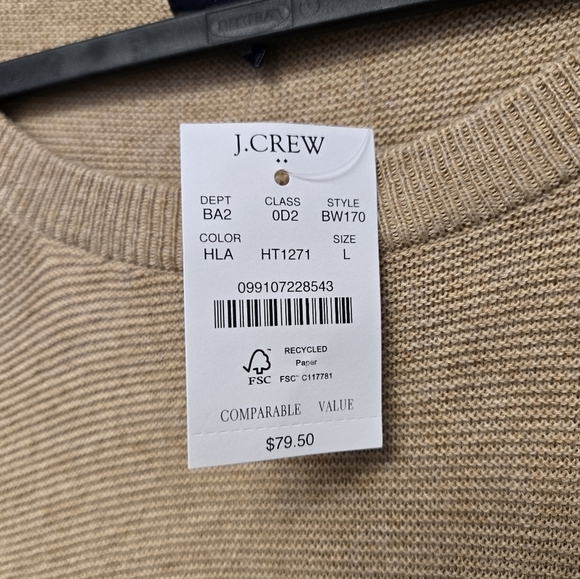 J.CREW
DEPT CLASS STYLE
BA2 0D2 BW170
COLOR SIZE
HLA HT1271 L
099107228543
RECYCLED
Paper
FSC™ C117781
FSC
COMPARABLE VALUE
$79.50